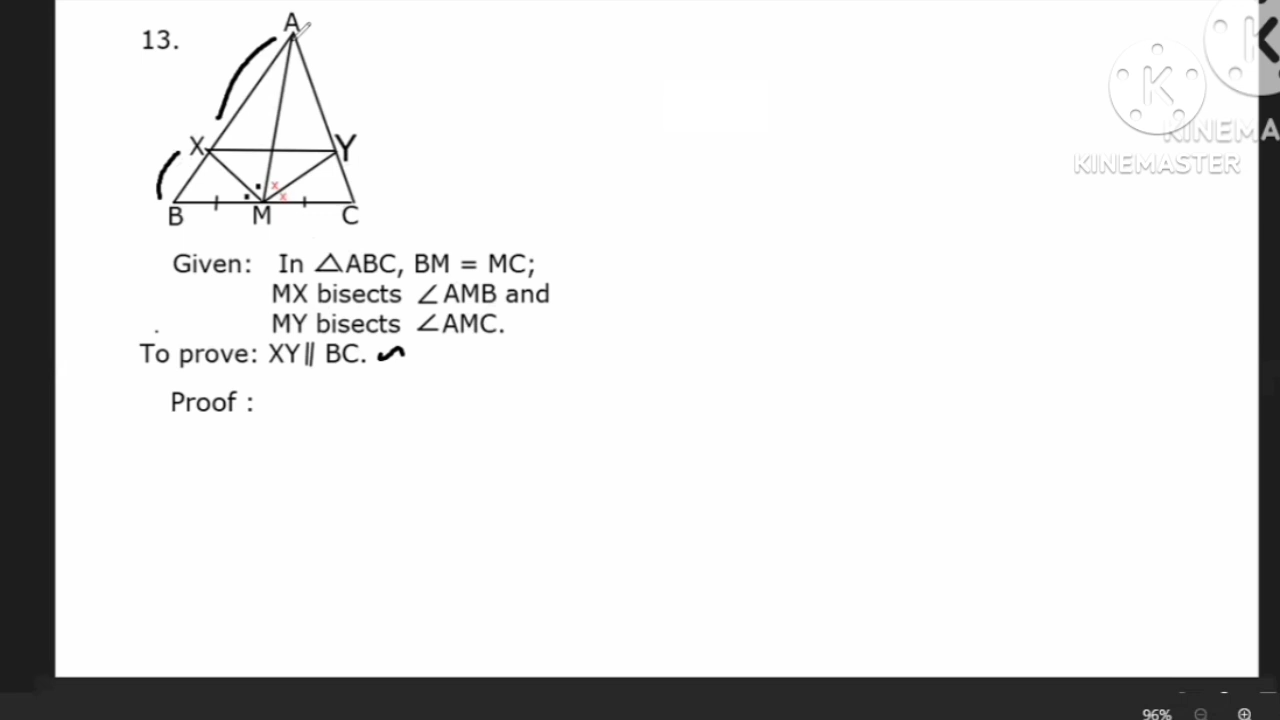 13.
A
X
Y
x
x
B
M
C
Given: In △ABC, BM = MC;
MX bisects ∠AMB and
MY bisects ∠AMC.
To prove: XY∥ BC.
Proof :
K
K
KINEMA
KINEMASTER
96%